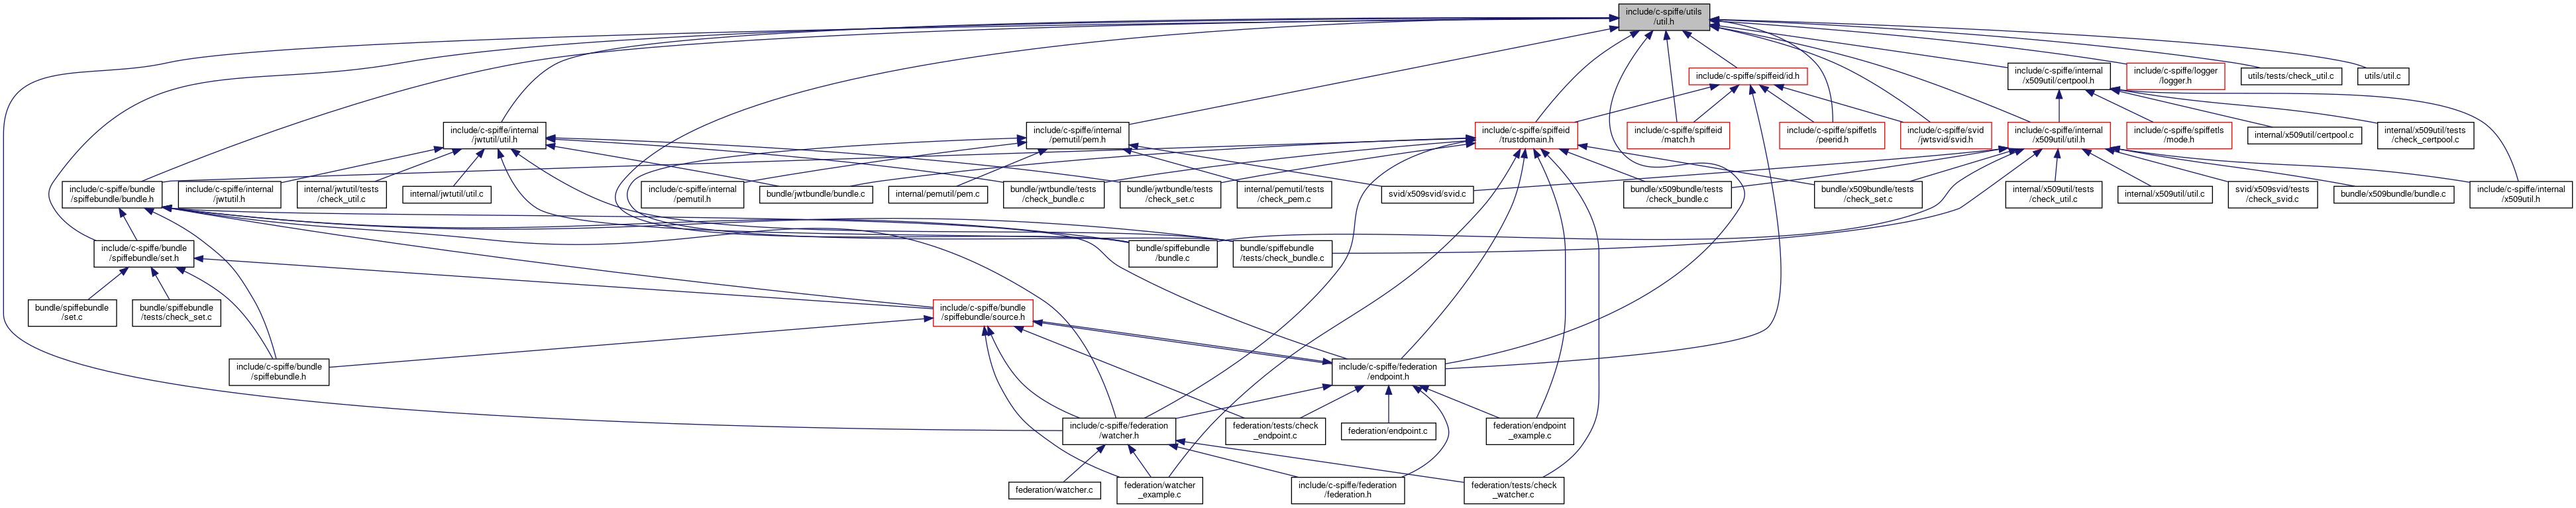 include/c-spiffe/utils
/util.h
include/c-spiffe/spiffeid/id.h
include/c-spiffe/internal
/x509util/certpool.h
include/c-spiffe/logger
/logger.h
utils/tests/check_util.c
utils/util.c
include/c-spiffe/internal
/jwtutil/util.h
include/c-spiffe/internal
/pemutil/pem.h
include/c-spiffe/spiffeid
/trustdomain.h
include/c-spiffe/spiffeid
/match.h
include/c-spiffe/spiffetls
/peerid.h
include/c-spiffe/svid
/jwtsvid/svid.h
include/c-spiffe/internal
/x509util/util.h
include/c-spiffe/spiffetls
/mode.h
internal/x509util/certpool.c
internal/x509util/tests
/check_certpool.c
include/c-spiffe/bundle
/spiffebundle/bundle.h
include/c-spiffe/internal
/jwtutil.h
internal/jwtutil/tests
/check_util.c
internal/jwtutil/util.c
include/c-spiffe/internal
/pemutil.h
bundle/jwtbundle/bundle.c
internal/pemutil/pem.c
bundle/jwtbundle/tests
/check_bundle.c
bundle/jwtbundle/tests
/check_set.c
internal/pemutil/tests
/check_pem.c
svid/x509svid/svid.c
bundle/x509bundle/tests
/check_bundle.c
bundle/x509bundle/tests
/check_set.c
internal/x509util/tests
/check_util.c
internal/x509util/util.c
svid/x509svid/tests
/check_svid.c
bundle/x509bundle/bundle.c
include/c-spiffe/internal
/x509util.h
include/c-spiffe/bundle
/spiffebundle/set.h
bundle/spiffebundle
/bundle.c
bundle/spiffebundle
/tests/check_bundle.c
bundle/spiffebundle
/set.c
bundle/spiffebundle
/tests/check_set.c
include/c-spiffe/bundle
/spiffebundle/source.h
include/c-spiffe/bundle
/spiffebundle.h
include/c-spiffe/federation
/endpoint.h
include/c-spiffe/federation
/watcher.h
federation/tests/check
_endpoint.c
federation/endpoint.c
federation/endpoint
_example.c
federation/watcher.c
federation/watcher
_example.c
include/c-spiffe/federation
/federation.h
federation/tests/check
_watcher.c